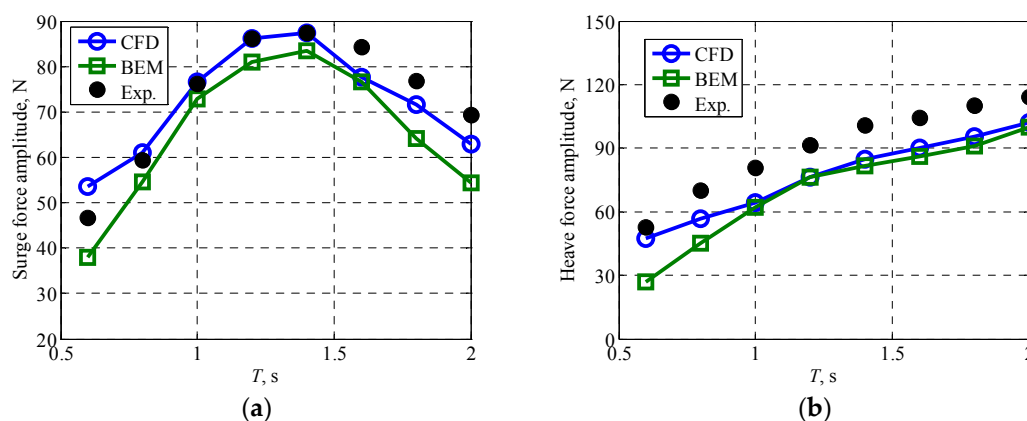 90
80
70
60
50
40
30
20
0.5
1
1.5
2
Surge force amplitude, N
T, s
CFD
BEM
Exp.
(a)
150
120
90
60
30
0
0.5
1
1.5
2
Heave force amplitude, N
T, s
CFD
BEM
Exp.
(b)